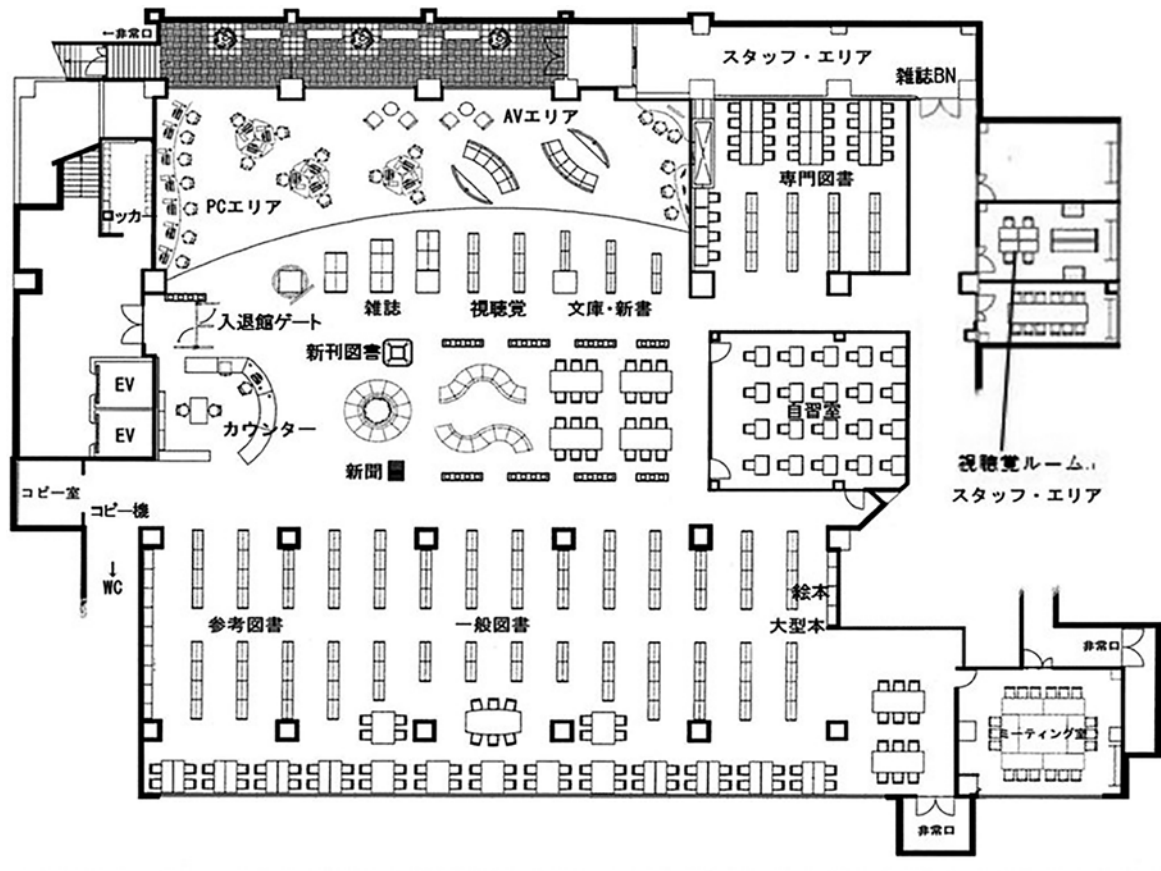 ←非常口
スタッフ・エリア
雑誌BN
AVエリア
専門図書
PCエリア
ロッカー
雑誌
視聴覚
文庫・新書
入退館ゲート
新刊図書
EV
EV
カウンター
自習室
新聞
視聴覚ルーム
スタッフ・エリア
コピー室
コピー機
↓
WC
絵本
参考図書
一般図書
大型本
非常口
ミーティング室
非常口